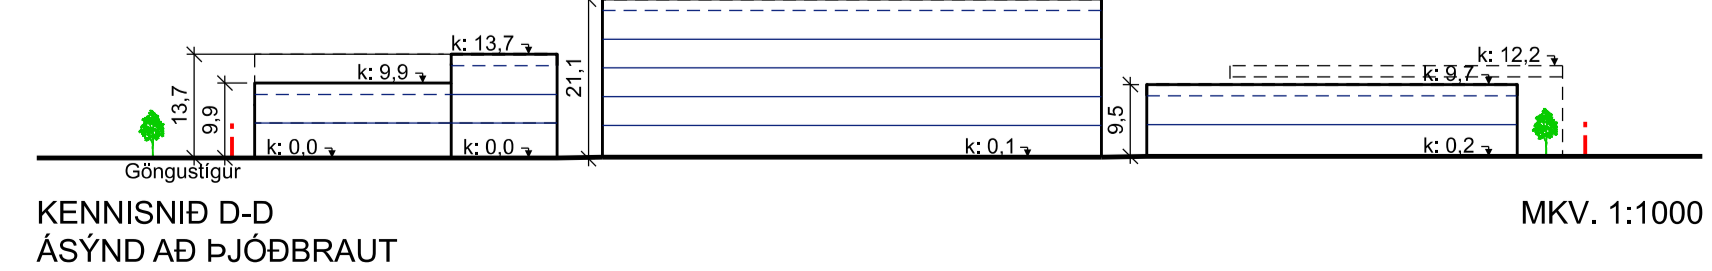 k: 13,7
k: 12,2
k: 9,9
k: 9,7
13,7
9,9
21,1
9,5
k: 0,0
k: 0,0
k: 0,1
k: 0,2
Göngustígur
KENNISNIÐ D-D
MKV. 1:1000
ÁSÝND AÐ ÞJÓÐBRAUT